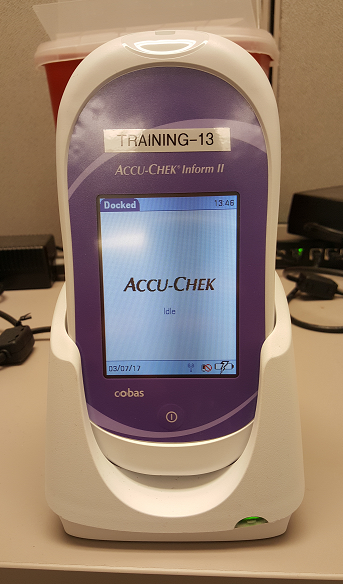 TRAINING-13
ACCU-CHEK® Inform II
Docked 13:46
ACCU-CHEK
Idle
03/07/17
cobas